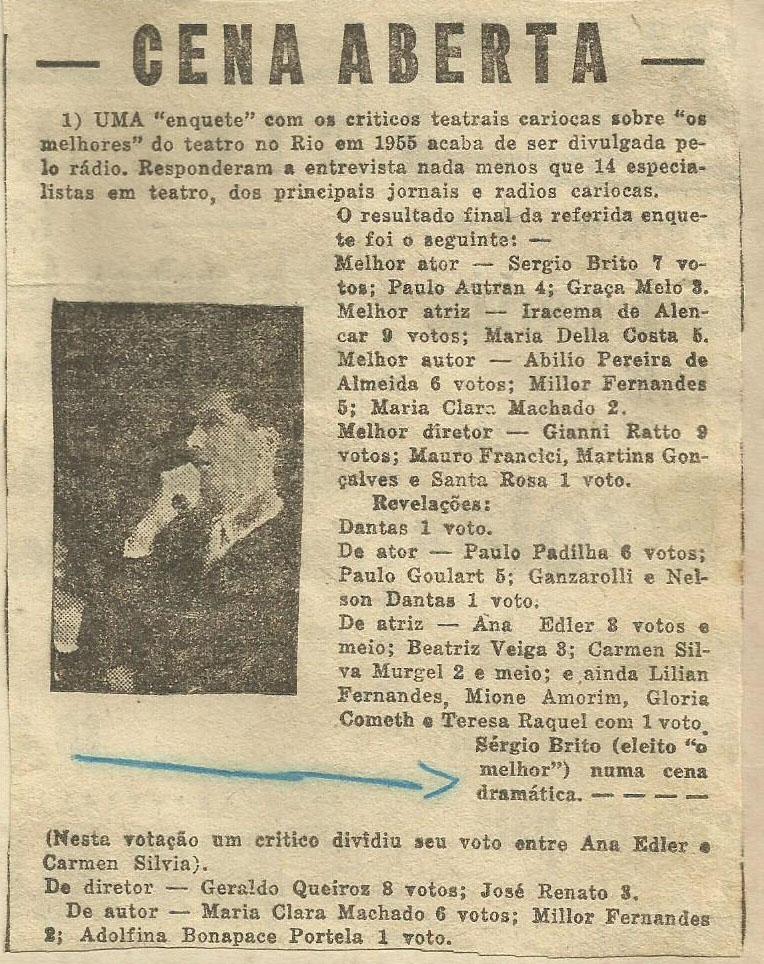 — CENA ABERTA —
1) UMA "enquete" com os criticos teatrais cariocas sobre "os
melhores" do teatro no Rio em 1955 acaba de ser divulgada pe-
lo rádio. Responderam a entrevista nada menos que 14 especia-
listas em teatro, dos principais jornais e radios cariocas.
O resultado final da referida enque-
te foi o seguinte: —
Melhor ator — Sergio Brito 7 vo-
tos; Paulo Autran 4; Graça Melo 3.
Melhor atriz — Iracema de Alen-
car 9 votos; Maria Della Costa 5.
Melhor autor — Abilio Pereira de
Almeida 6 votos; Millor Fernandes
5; Maria Clara Machado 2.
Melhor diretor — Gianni Ratto 9
votos; Mauro Francici, Martins Gon-
çalves e Santa Rosa 1 voto.
Revelações:
Dantas 1 voto.
De ator — Paulo Padilha 6 votos;
Paulo Goulart 5; Ganzarolli e Nel-
son Dantas 1 voto.
De atriz — Ana Edler 3 votos e
meio; Beatriz Veiga 3; Carmen Sil-
va Murgel 2 e meio; e ainda Lilian
Fernandes, Mione Amorim, Gloria
Cometh e Teresa Raquel com 1 voto.
Sérgio Brito (eleito "o
melhor") numa cena
dramática. — — — —
(Nesta votação um critico dividiu seu voto entre Ana Edler e
Carmen Silvia).
De diretor — Geraldo Queiroz 8 votos; José Renato 3.
De autor — Maria Clara Machado 6 votos; Millor Fernandes
2; Adolfina Bonapace Portela 1 voto.